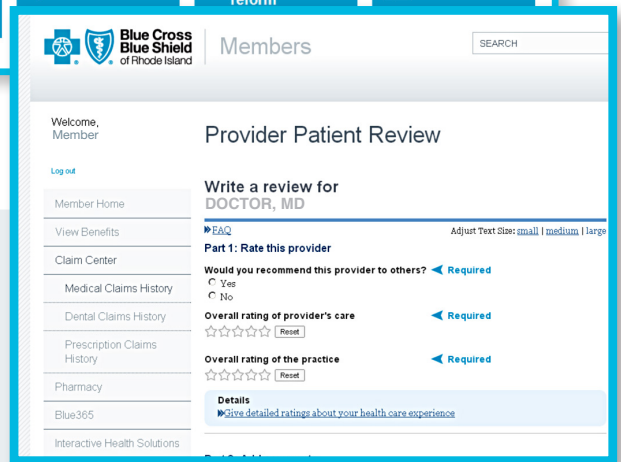 reform
Blue Cross
Blue Shield
of Rhode Island
Members
SEARCH
Welcome,
Member
Log out
Member Home
View Benefits
Claim Center
Medical Claims History
Dental Claims History
Prescription Claims
History
Pharmacy
Blue365
Interactive Health Solutions
Provider Patient Review
Write a review for
DOCTOR, MD
FAQ
Adjust Text Size: small | medium | large
Part 1: Rate this provider
Would you recommend this provider to others? Required
Yes
No
Overall rating of provider's care Required
Reset
Overall rating of the practice Required
Reset
Details
Give detailed ratings about your health care experience